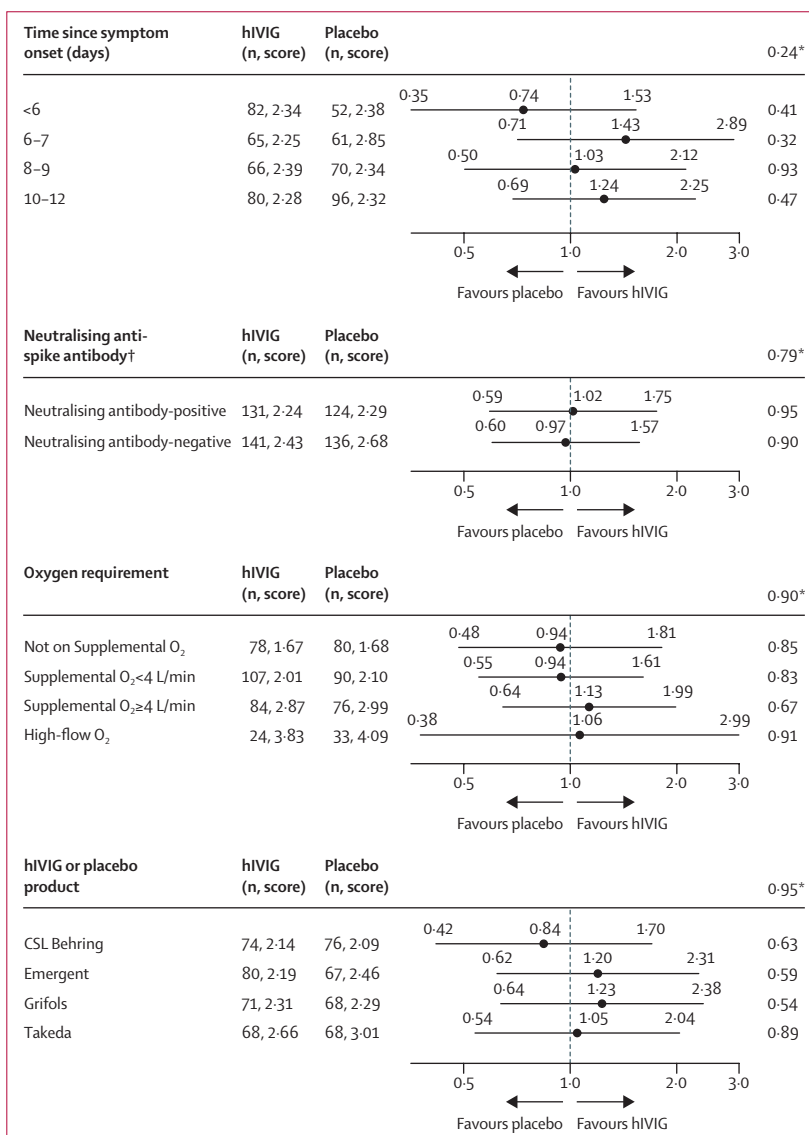 Time since symptom hIVIG Placebo
onset (days) (n, score) (n, score) 0·24*
0·35 0·74 1·53
<6 82, 2·34 52, 2·38 0·41
0·71 1·43 2·89
6–7 65, 2·25 61, 2·85 0·32
0·50 1·03 2·12
8–9 66, 2·39 70, 2·34 0·93
0·69 1·24 2·25
10–12 80, 2·28 96, 2·32 0·47
0·5 1·0 2·0 3·0
Favours placebo Favours hIVIG
Neutralising anti- hIVIG Placebo
spike antibody† (n, score) (n, score) 0·79*
0·59 1·02 1·75
Neutralising antibody-positive 131, 2·24 124, 2·29 0·95
0·60 0·97 1·57
Neutralising antibody-negative 141, 2·43 136, 2·68 0·90
0·5 1·0 2·0 3·0
Favours placebo Favours hIVIG
Oxygen requirement hIVIG Placebo
(n, score) (n, score) 0·90*
0·48 0·94 1·81
Not on Supplemental O₂ 78, 1·67 80, 1·68 0·85
0·55 0·94 1·61
Supplemental O₂<4 L/min 107, 2·01 90, 2·10 0·83
0·64 1·13 1·99
Supplemental O₂≥4 L/min 84, 2·87 76, 2·99 0·67
0·38 1·06 2·99
High-flow O₂ 24, 3·83 33, 4·09 0·91
0·5 1·0 2·0 3·0
Favours placebo Favours hIVIG
hIVIG or placebo hIVIG Placebo
product (n, score) (n, score) 0·95*
0·42 0·84 1·70
CSL Behring 74, 2·14 76, 2·09 0·63
0·62 1·20 2·31
Emergent 80, 2·19 67, 2·46 0·59
0·64 1·23 2·38
Grifols 71, 2·31 68, 2·29 0·54
0·54 1·05 2·04
Takeda 68, 2·66 68, 3·01 0·89
0·5 1·0 2·0 3·0
Favours placebo Favours hIVIG